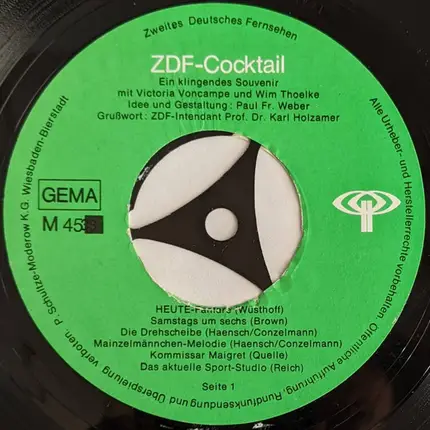 Zweites Deutsches Fernsehen
ZDF-Cocktail
Ein klingendes Souvenir
mit Victoria Voncampe und Wim Thoelke
Idee und Gestaltung: Paul Fr. Weber
Grußwort: ZDF-Intendant Prof. Dr. Karl Holzamer
GEMA
M 45
HEUTE-Fanfare (Wüsthoff)
Samstags um sechs (Brown)
Die Drehscheibe (Haensch/Conzelmann)
Mainzelmännchen-Melodie (Haensch/Conzelmann)
Kommissar Maigret (Quelle)
Das aktuelle Sport-Studio (Reich)
Seite 1
Alle Urheber- und Herstellerrechte vorbehalten. Öffentliche Aufführung, Rundfunksendung und Überspielung verboten.
P. Schultze-Moderow K.G. Wiesbaden-Bierstadt